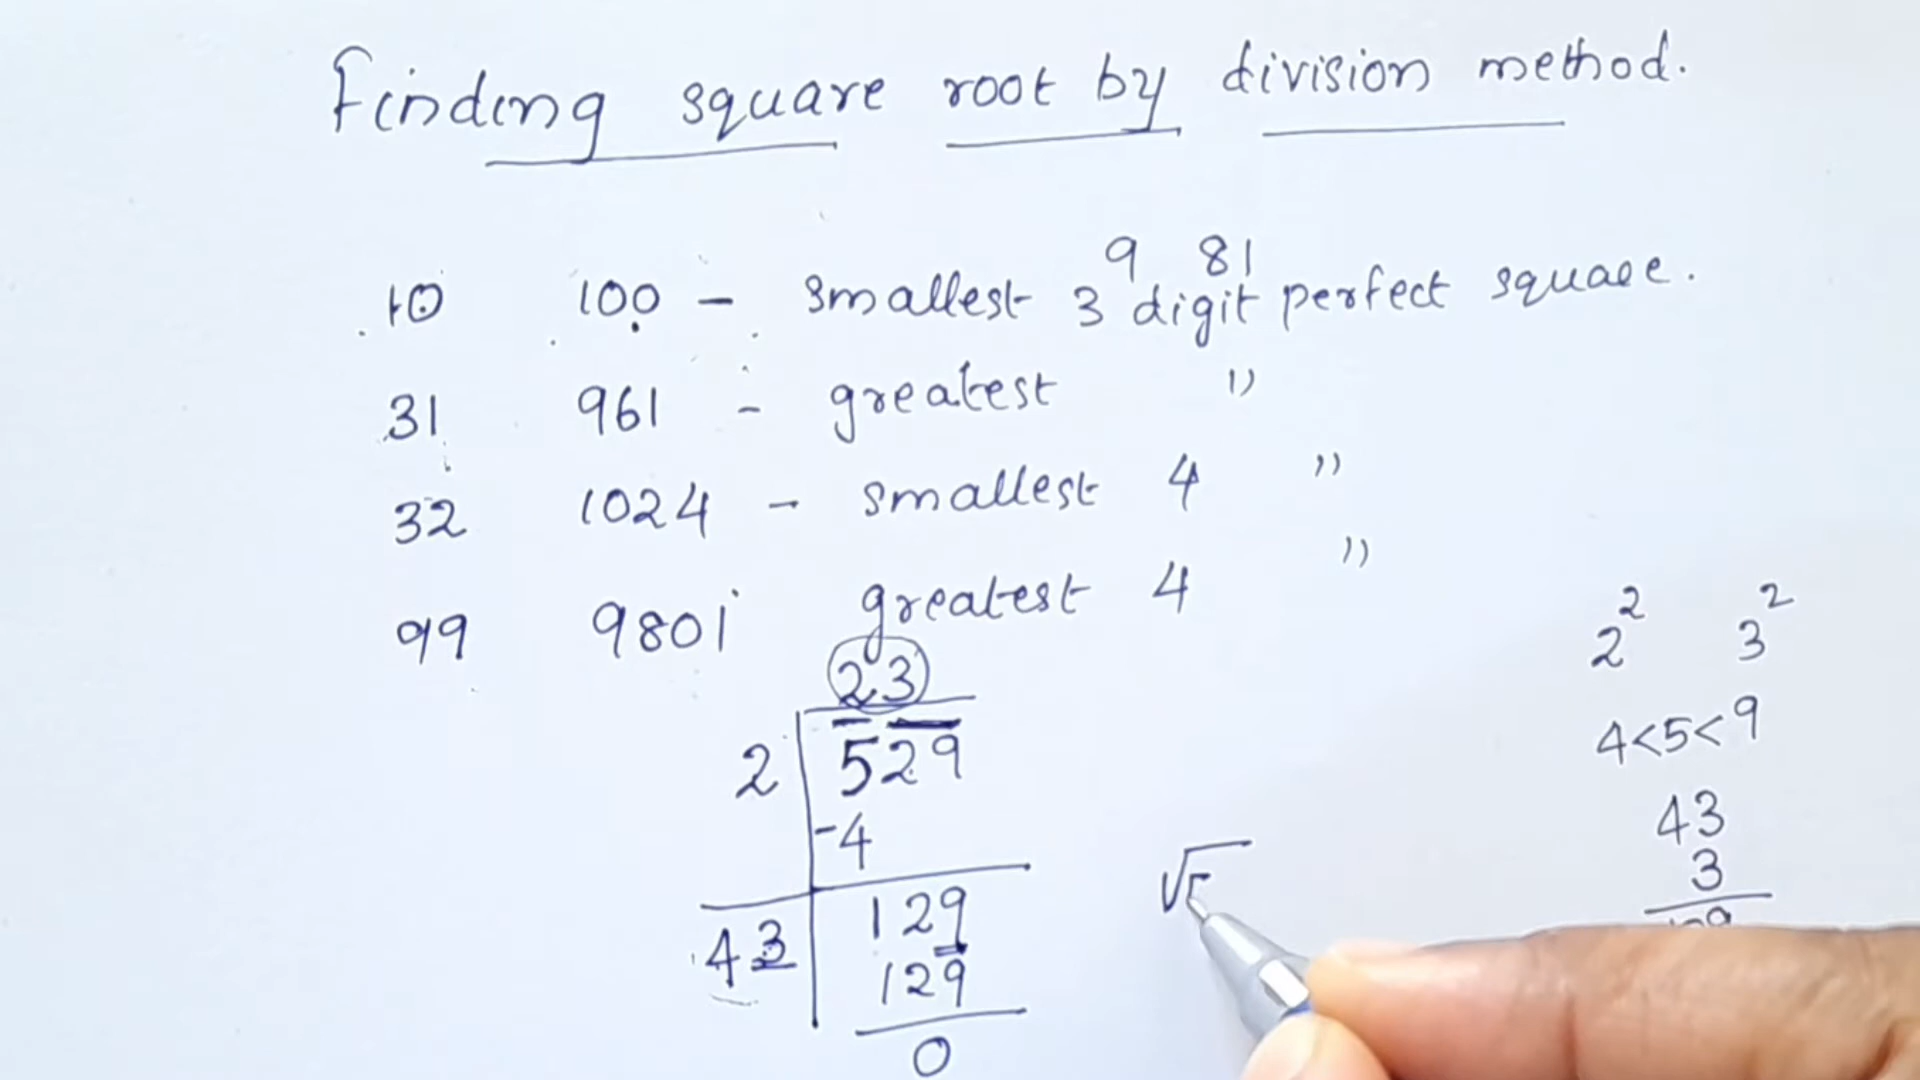 Finding square root by division method.
9 81
10 100 - smallest 3 digit perfect square.
31 961 - greatest "
32 1024 - smallest 4 "
99 9801 greatest 4 "
2² 3²
23
4<5<9
2 529
-4
43
3
129
43 129
0
√5